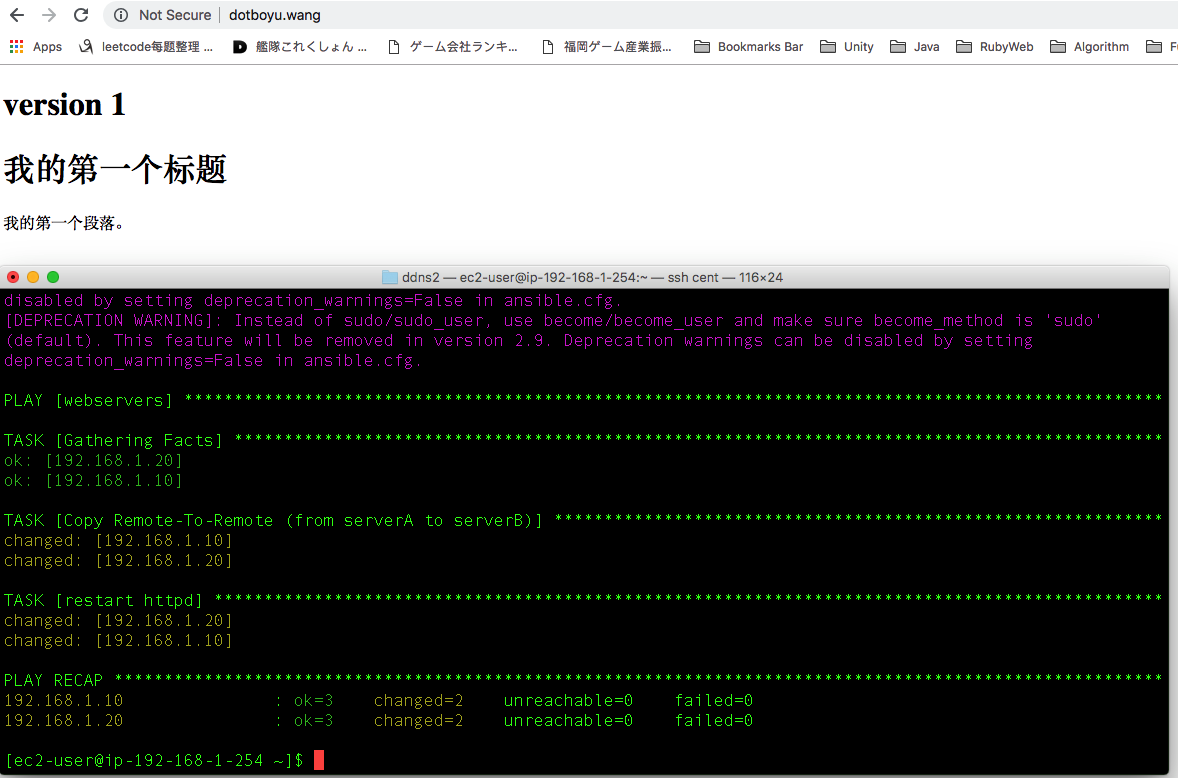 Not Secure dotboyu.wang
Apps leetcode每题整理 ... 艦隊これくしょん ... ゲーム会社ランキ... 福岡ゲーム産業振... Bookmarks Bar Unity Java RubyWeb Algorithm
version 1
我的第一个标题
我的第一个段落。
ddns2 — ec2-user@ip-192-168-1-254:~ — ssh cent — 116×24
disabled by setting deprecation_warnings=False in ansible.cfg.
[DEPRECATION WARNING]: Instead of sudo/sudo_user, use become/become_user and make sure become_method is 'sudo'
(default). This feature will be removed in version 2.9. Deprecation warnings can be disabled by setting
deprecation_warnings=False in ansible.cfg.
PLAY [webservers] **************************************************************************************************
TASK [Gathering Facts] *********************************************************************************************
ok: [192.168.1.20]
ok: [192.168.1.10]
TASK [Copy Remote-To-Remote (from serverA to serverB)] *************************************************************
changed: [192.168.1.10]
changed: [192.168.1.20]
TASK [restart httpd] ***********************************************************************************************
changed: [192.168.1.20]
changed: [192.168.1.10]
PLAY RECAP *********************************************************************************************************
192.168.1.10 : ok=3 changed=2 unreachable=0 failed=0
192.168.1.20 : ok=3 changed=2 unreachable=0 failed=0
[ec2-user@ip-192-168-1-254 ~]$